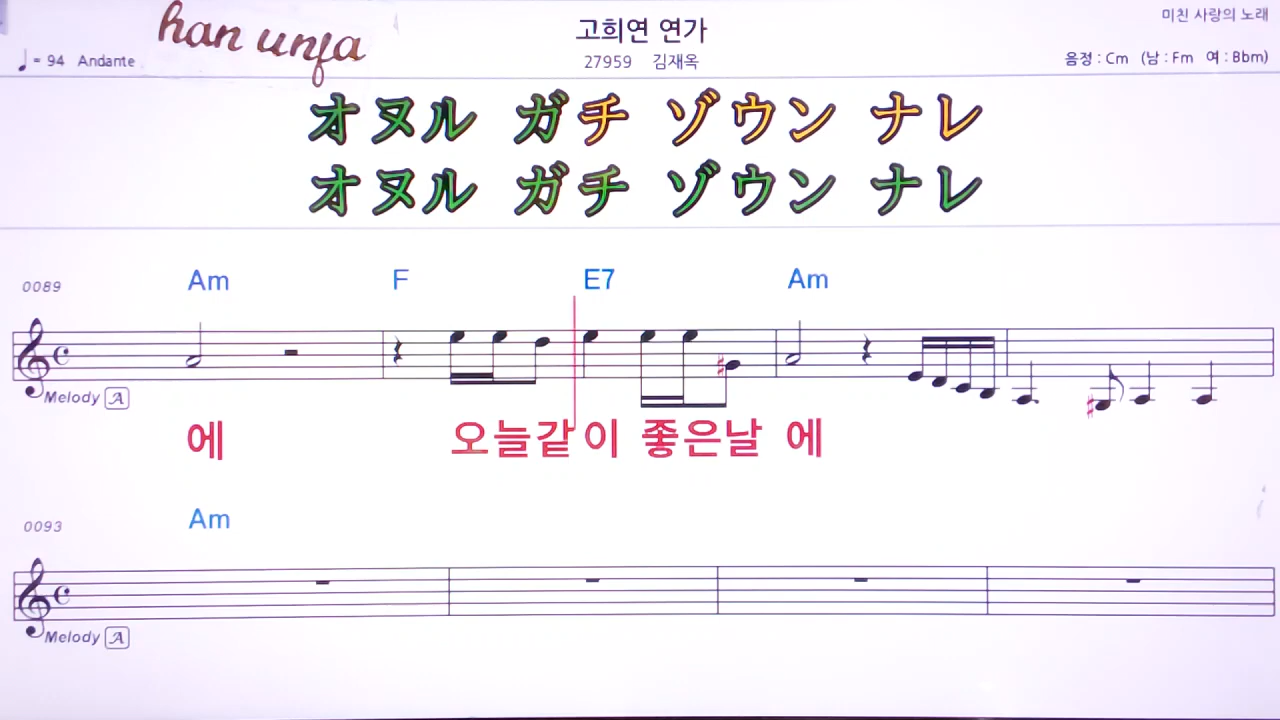 han unfa
고희연 연가
미친 사랑의 노래
♩= 94 Andante
27959 김재옥
음정 : Cm (남 : Fm 여 : Bbm)
オヌル ガチ ゾウン ナレ
オヌル ガチ ゾウン ナレ
0089 Am F E7 Am
Melody A
에 오늘같이 좋은날 에
0093 Am
Melody A